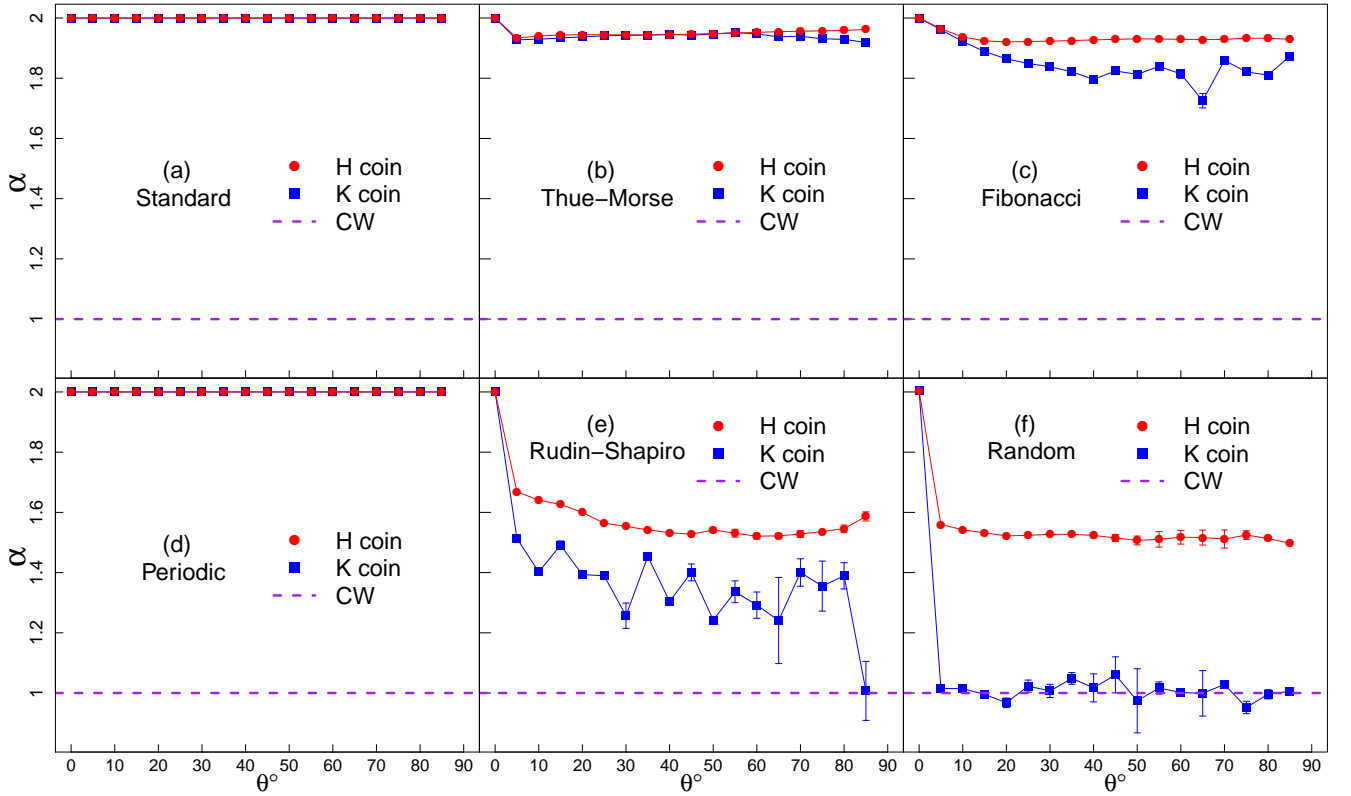 α
1
1.2
1.4
1.6
1.8
2
(a)
Standard
H coin
K coin
CW
(b)
Thue−Morse
H coin
K coin
CW
(c)
Fibonacci
H coin
K coin
CW
α
1
1.2
1.4
1.6
1.8
2
(d)
Periodic
H coin
K coin
CW
(e)
Rudin−Shapiro
H coin
K coin
CW
(f)
Random
H coin
K coin
CW
0 10 20 30 40 50 60 70 80 90
0 10 20 30 40 50 60 70 80 90
0 10 20 30 40 50 60 70 80 90
θ°
θ°
θ°